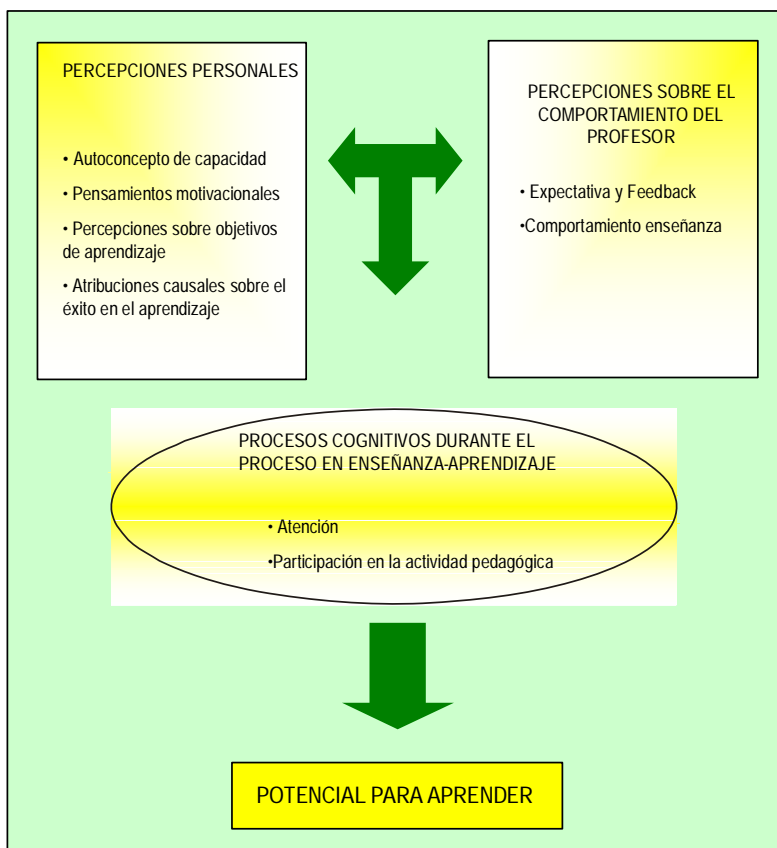 PERCEPCIONES PERSONALES
• Autoconcepto de capacidad
• Pensamientos motivacionales
• Percepciones sobre objetivos
de aprendizaje
• Atribuciones causales sobre el
éxito en el aprendizaje
PERCEPCIONES SOBRE EL
COMPORTAMIENTO DEL
PROFESOR
• Expectativa y Feedback
•Comportamiento enseñanza
PROCESOS COGNITIVOS DURANTE EL
PROCESO EN ENSEÑANZA-APRENDIZAJE
• Atención
•Participación en la actividad pedagógica
POTENCIAL PARA APRENDER